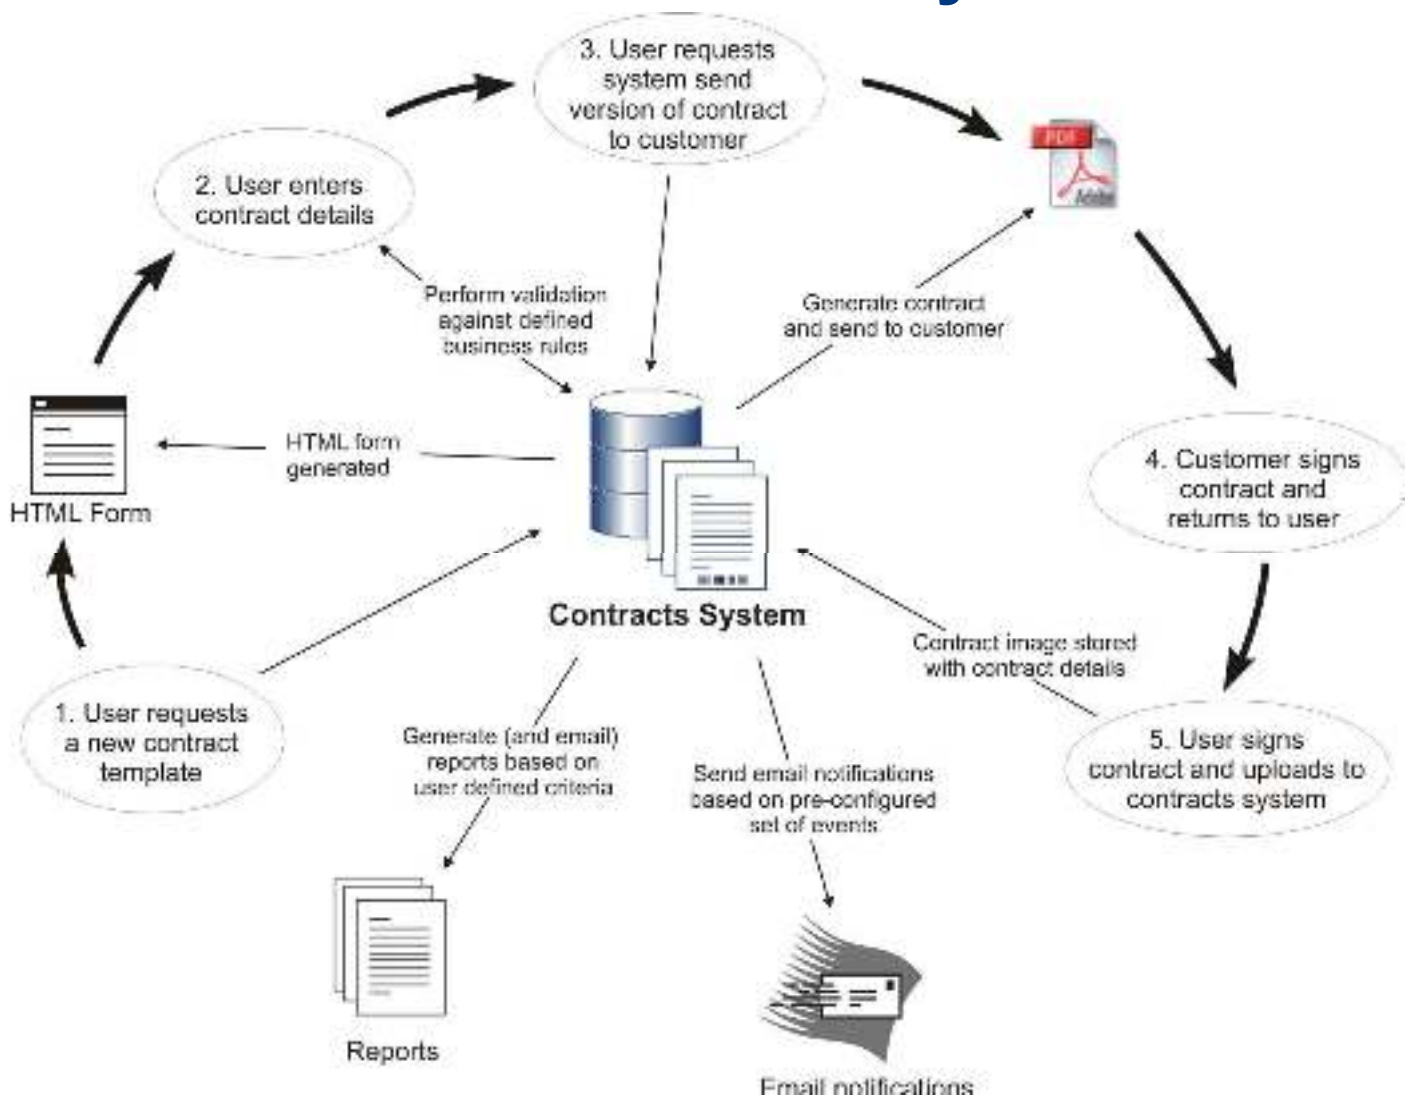 3. User requests
system send
version of contract
to customer
PDF
Adobe
2. User enters
contract details
Perform validation
against defined
business rules
Generate contract
and send to customer
HTML form
generated
HTML Form
4. Customer signs
contract and
returns to user
Contracts System
Contract image stored
with contract details
1. User requests
a new contract
template
Generate (and email)
reports based on
user defined criteria
Send email notifications
based on pre-configured
set of events
5. User signs
contract and uploads to
contracts system
Reports
Email notifications